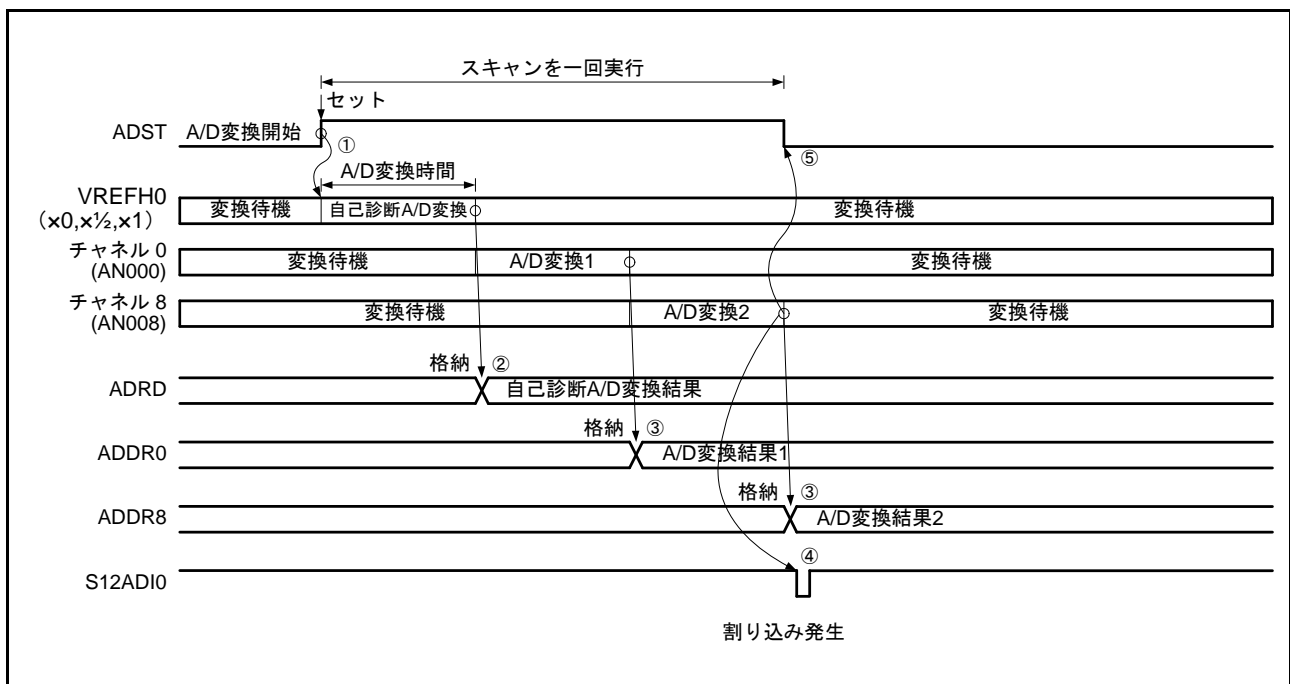 スキャンを一回実行
セット
ADST
A/D変換開始
①
⑤
A/D変換時間
VREFH0
(×0,×½,×1)
変換待機
自己診断A/D変換
変換待機
チャネル 0
(AN000)
変換待機
A/D変換1
変換待機
チャネル 8
(AN008)
変換待機
A/D変換2
変換待機
格納 ②
ADRD
自己診断A/D変換結果
格納 ③
ADDR0
A/D変換結果1
格納 ③
ADDR8
A/D変換結果2
④
S12ADI0
割り込み発生